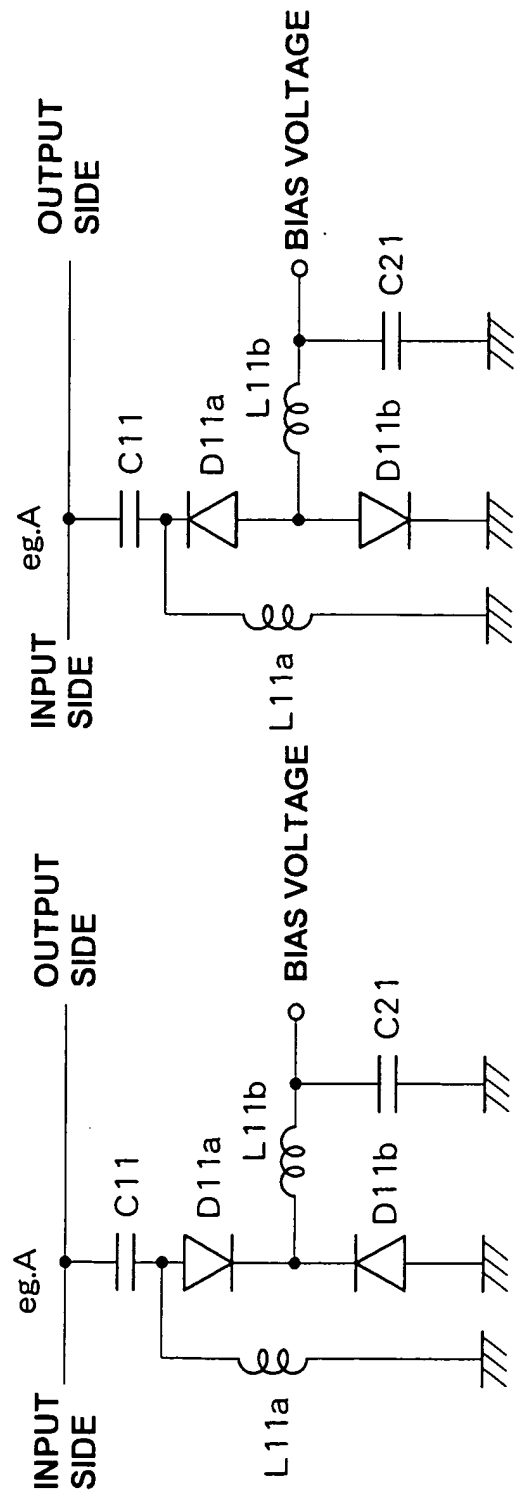 INPUT
SIDE
eg.A
OUTPUT
SIDE
C11
D11a
L11b
BIAS VOLTAGE
L11a
D11b
C21
INPUT
SIDE
eg.A
OUTPUT
SIDE
C11
D11a
L11b
BIAS VOLTAGE
L11a
D11b
C21